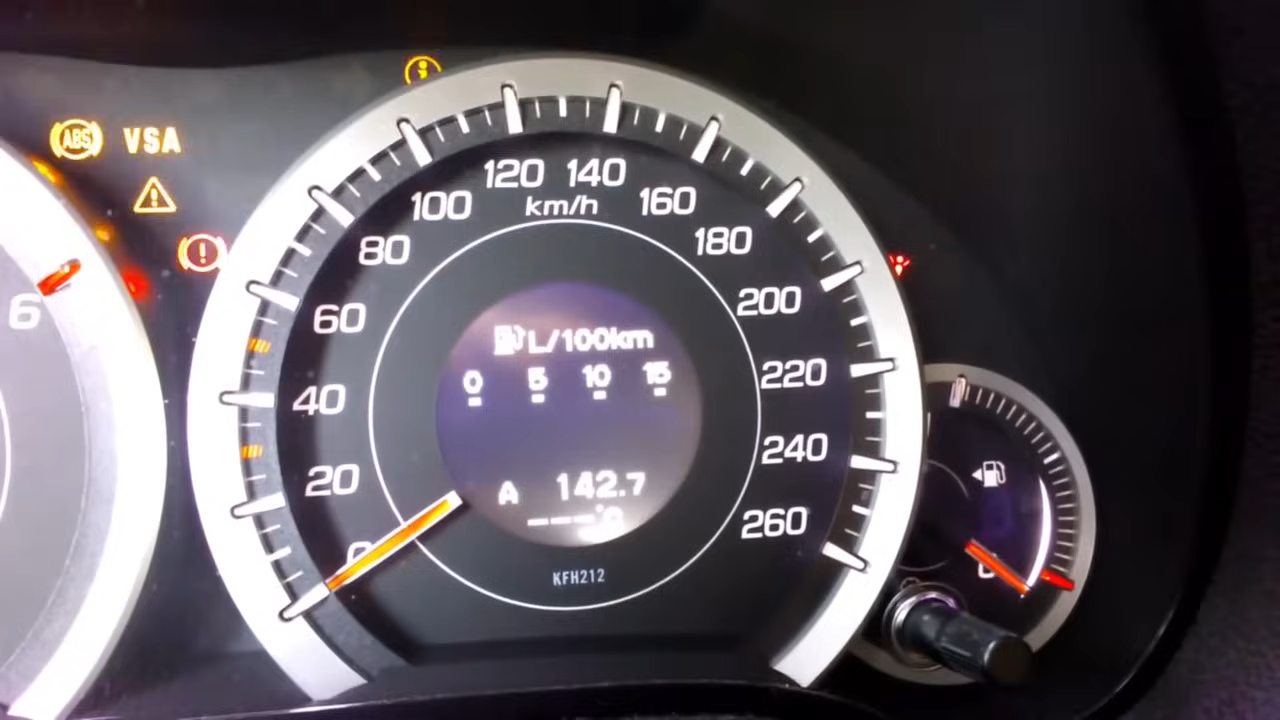 ABS VSA
6
120 140
100 km/h 160
80 180
60 200
L/100km
0 5 10 15
40 220
20 240
A 142.7
---°C
0 260
KFH212